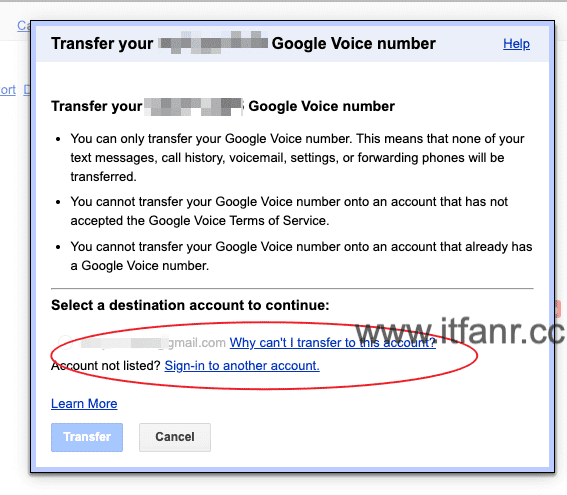 Ca
ort D
Transfer your Google Voice number Help
Transfer your Google Voice number
• You can only transfer your Google Voice number. This means that none of your
text messages, call history, voicemail, settings, or forwarding phones will be
transferred.
• You cannot transfer your Google Voice number onto an account that has not
accepted the Google Voice Terms of Service.
• You cannot transfer your Google Voice number onto an account that already has
a Google Voice number.
Select a destination account to continue:
www.itfanr.cc
gmail.com Why can't I transfer to this account?
Account not listed? Sign-in to another account.
Learn More
Transfer Cancel